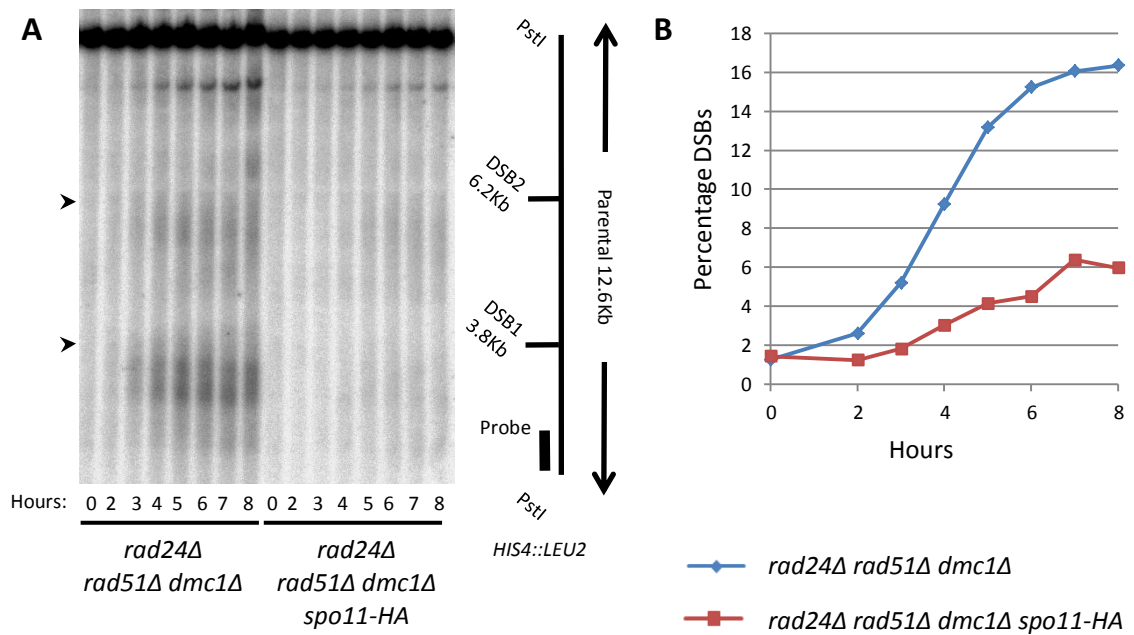 A
PstI
DSB2
6.2Kb
Parental 12.6Kb
DSB1
3.8Kb
Probe
PstI
HIS4::LEU2
Hours: 0 2 3 4 5 6 7 8 0 2 3 4 5 6 7 8
rad24Δ
rad51Δ dmc1Δ
rad24Δ
rad51Δ dmc1Δ
spo11-HA
B
Percentage DSBs
18
16
14
12
10
8
6
4
2
0
0 2 4 6 8
Hours
rad24Δ rad51Δ dmc1Δ
rad24Δ rad51Δ dmc1Δ spo11-HA